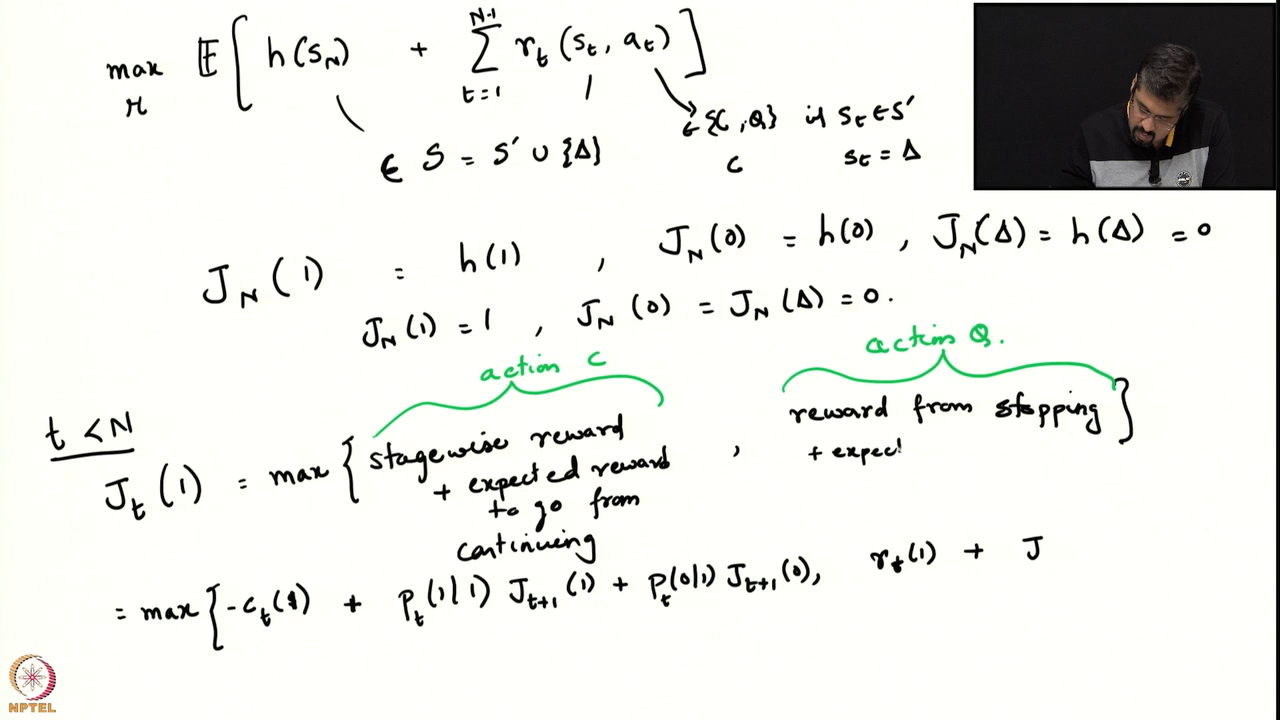 max 𝔼 [ h(s_N) + Σ_{t=1}^{N-1} r_t (s_t, a_t) ]
π
∈ {C, Q} if s_t ∈ S'
∈ S = S' ∪ {Δ} C s_t = Δ
J_N(1) = h(1) , J_N(0) = h(0) , J_N(Δ) = h(Δ) = 0
J_N(1) = 1 , J_N(0) = J_N(Δ) = 0.
action C action Q.
t < N
J_t(1) = max { stagewise reward + expected reward to go from continuing , reward from stopping + expec }
= max { -c_t(1) + p_t(1|1) J_{t+1}(1) + p_t(0|1) J_{t+1}(0), r_t(1) + J
NPTEL